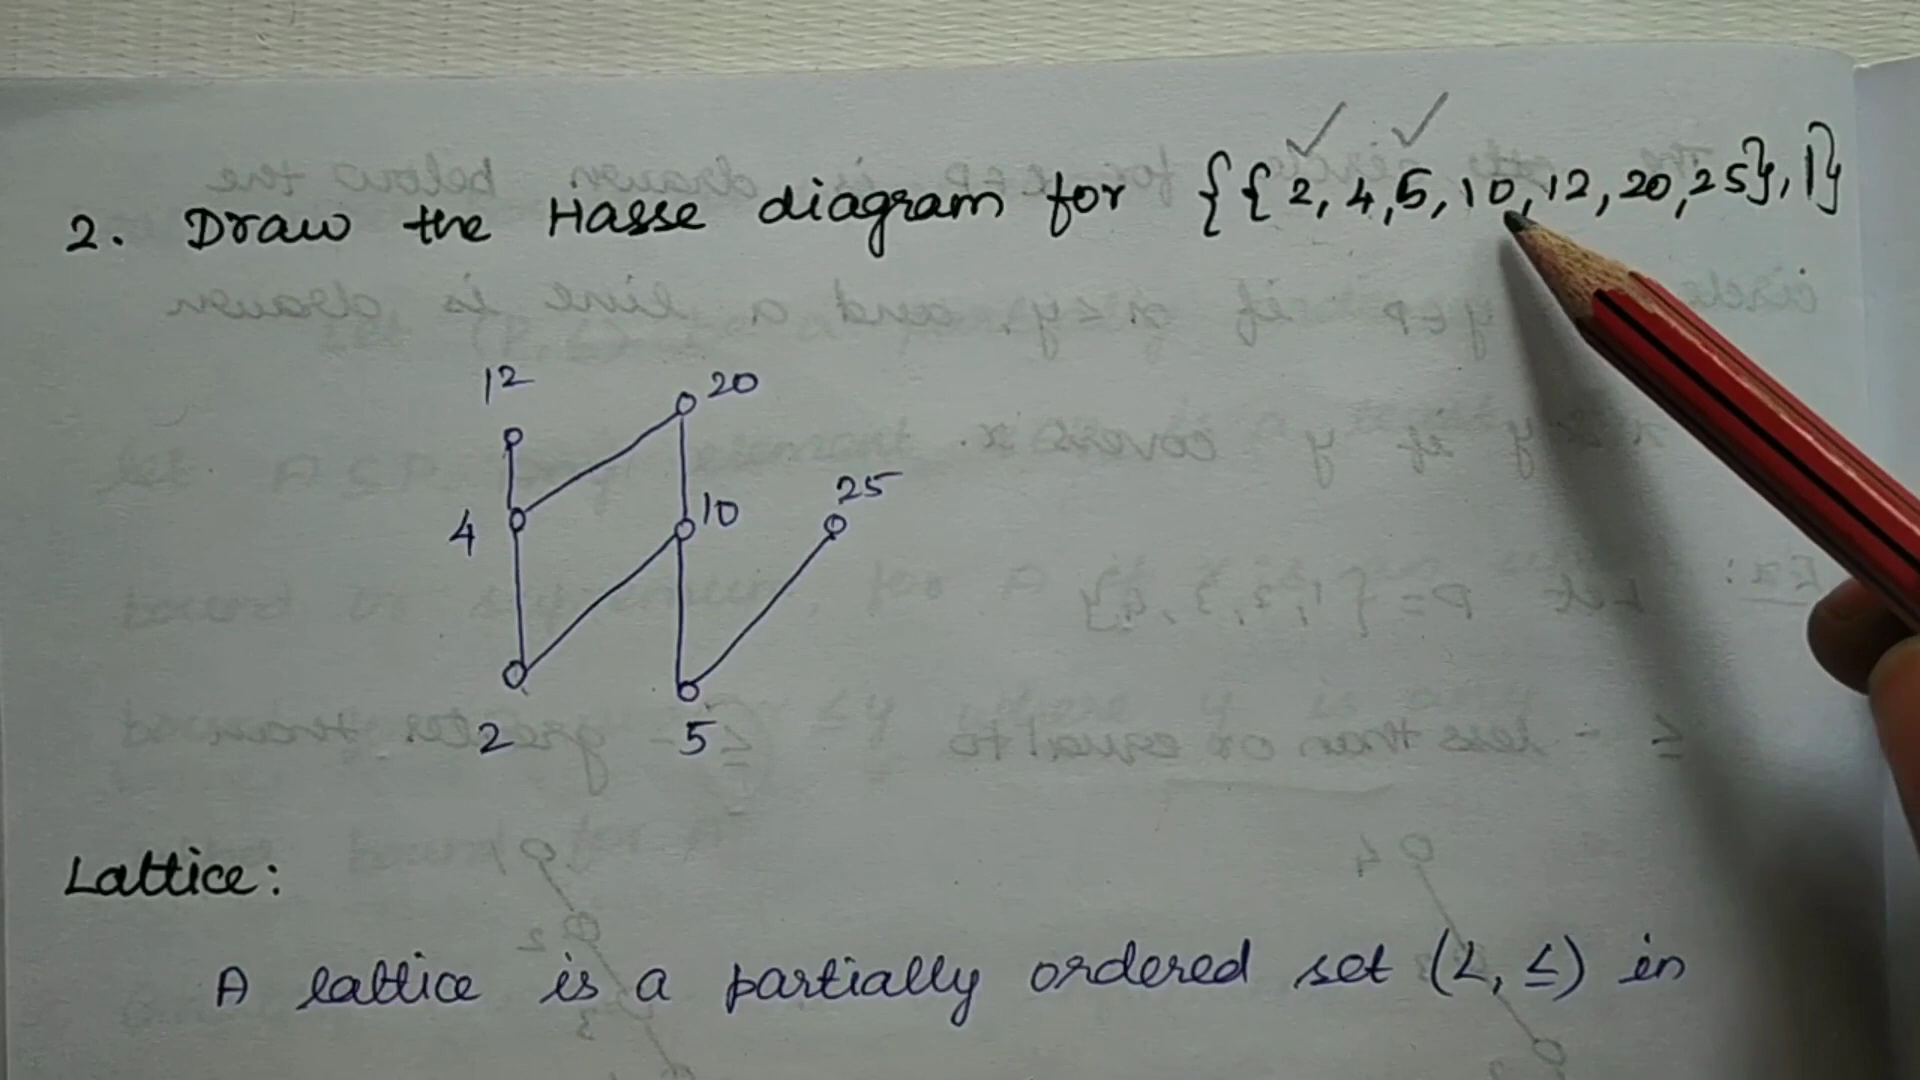 2. Draw the Hasse diagram for {{2,4,5,10,12,20,25},|}
12 20
25
4 10
2 5
Lattice:
A lattice is a partially ordered set (L, ≤) in